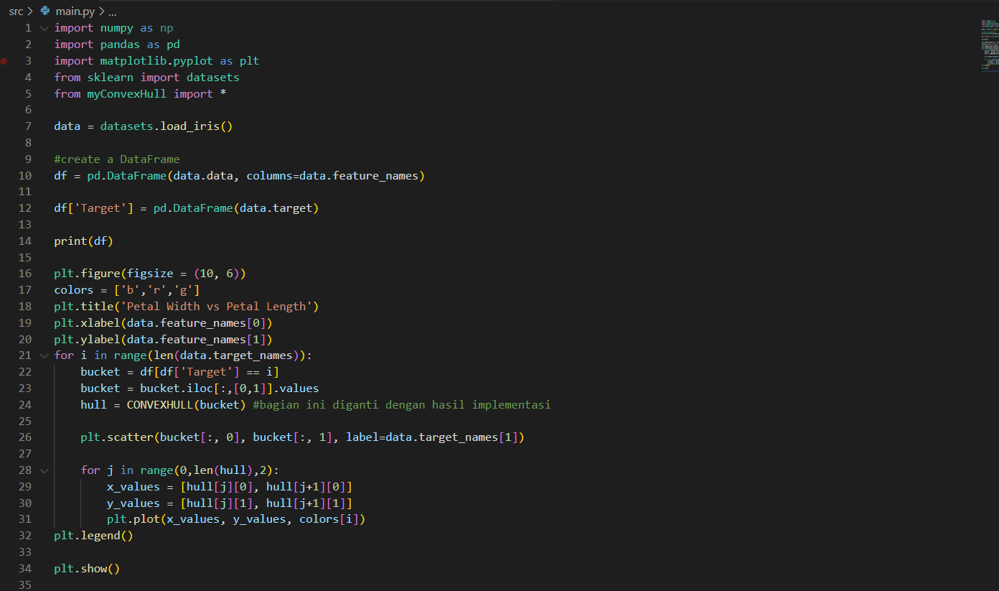 src > main.py > ...
1 import numpy as np
2 import pandas as pd
3 import matplotlib.pyplot as plt
4 from sklearn import datasets
5 from myConvexHull import *
6
7 data = datasets.load_iris()
8
9 #create a DataFrame
10 df = pd.DataFrame(data.data, columns=data.feature_names)
11
12 df['Target'] = pd.DataFrame(data.target)
13
14 print(df)
15
16 plt.figure(figsize = (10, 6))
17 colors = ['b','r','g']
18 plt.title('Petal Width vs Petal Length')
19 plt.xlabel(data.feature_names[0])
20 plt.ylabel(data.feature_names[1])
21 for i in range(len(data.target_names)):
22     bucket = df[df['Target'] == i]
23     bucket = bucket.iloc[:,[0,1]].values
24     hull = CONVEXHULL(bucket) #bagian ini diganti dengan hasil implementasi
25
26     plt.scatter(bucket[:, 0], bucket[:, 1], label=data.target_names[1])
27
28     for j in range(0,len(hull),2):
29         x_values = [hull[j][0], hull[j+1][0]]
30         y_values = [hull[j][1], hull[j+1][1]]
31         plt.plot(x_values, y_values, colors[i])
32 plt.legend()
33
34 plt.show()
35